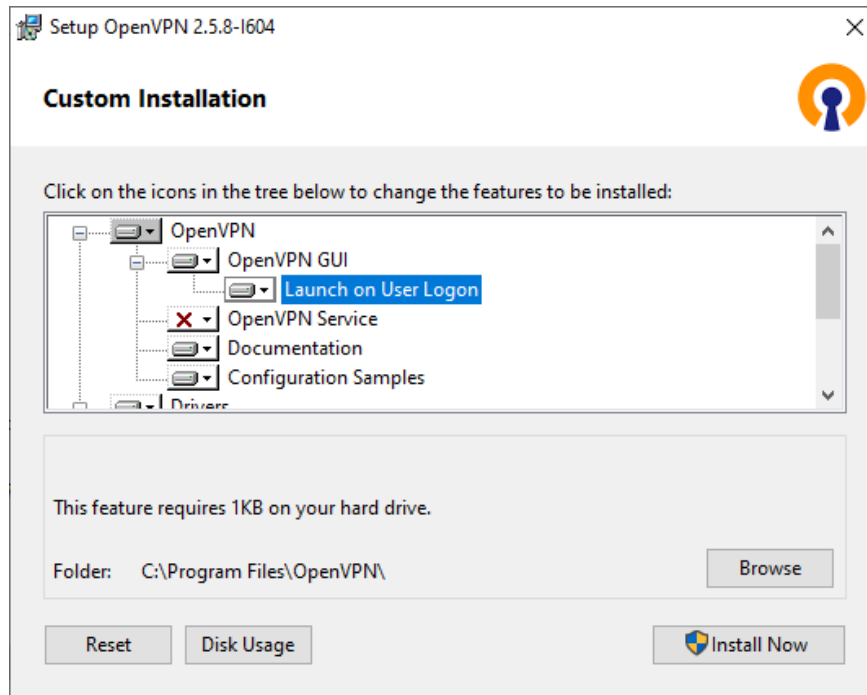 Setup OpenVPN 2.5.8-I604
Custom Installation
Click on the icons in the tree below to change the features to be installed:
OpenVPN
OpenVPN GUI
Launch on User Logon
OpenVPN Service
Documentation
Configuration Samples
Drivers
This feature requires 1KB on your hard drive.
Folder: C:\Program Files\OpenVPN\ Browse
Reset Disk Usage Install Now